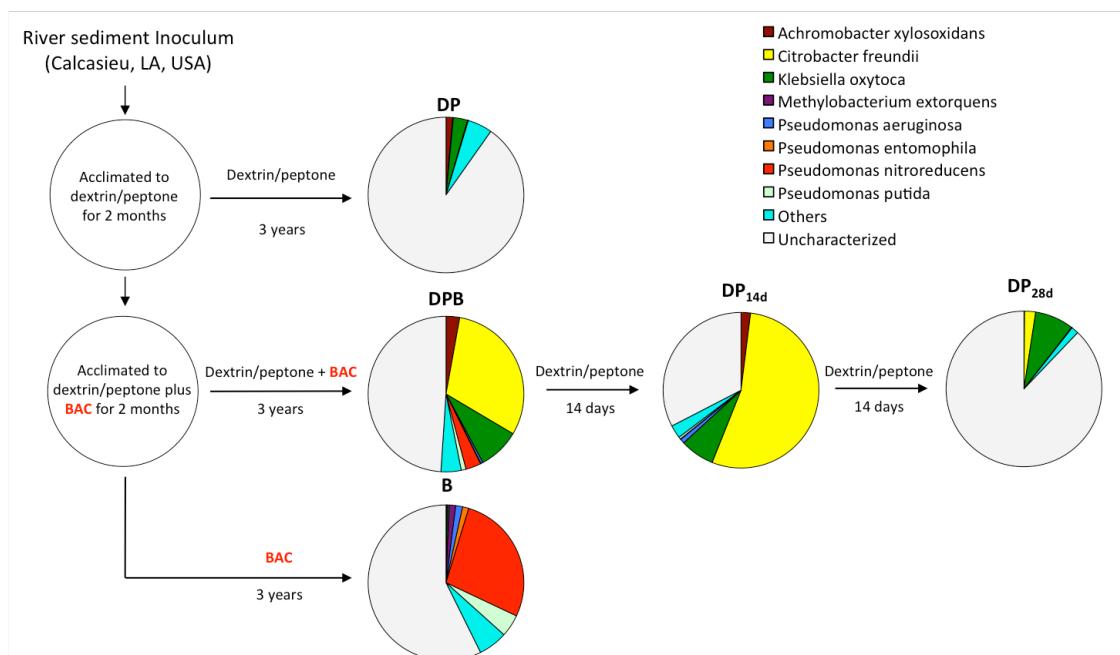 River sediment Inoculum
(Calcasieu, LA, USA)
Acclimated to
dextrin/peptone
for 2 months
Dextrin/peptone
3 years
DP
Achromobacter xylosoxidans
Citrobacter freundii
Klebsiella oxytoca
Methylobacterium extorquens
Pseudomonas aeruginosa
Pseudomonas entomophila
Pseudomonas nitroreducens
Pseudomonas putida
Others
Uncharacterized
Acclimated to
dextrin/peptone plus
BAC for 2 months
Dextrin/peptone + BAC
3 years
DPB
Dextrin/peptone
14 days
DP14d
Dextrin/peptone
14 days
DP28d
BAC
3 years
B